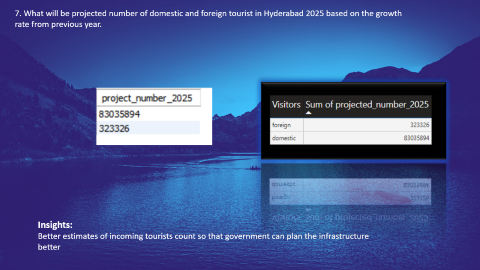 7. What will be projected number of domestic and foreign tourist in Hyderabad 2025 based on the growth
rate from previous year.
project_number_2025
83035894
323326
Visitors Sum of projected_number_2025
foreign 323326
domestic 83035894
Insights:
Better estimates of incoming tourists count so that government can plan the infrastructure
better